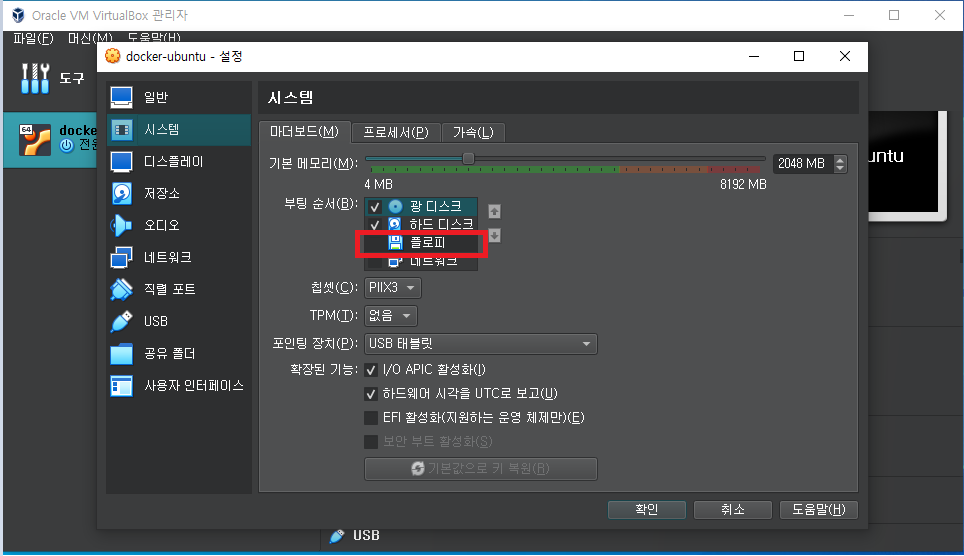 Oracle VM VirtualBox 관리자
파일(F) 머신(M) 도움말(H)
docker-ubuntu - 설정
도구
64
docke
전원
일반
시스템
디스플레이
저장소
오디오
네트워크
직렬 포트
USB
공유 폴더
사용자 인터페이스
시스템
마더보드(M) 프로세서(P) 가속(L)
기본 메모리(M): 2048 MB
4 MB 8192 MB
부팅 순서(B): 광 디스크
하드 디스크
플로피
네트워크
칩셋(C): PIIX3
TPM(T): 없음
포인팅 장치(P): USB 태블릿
확장된 기능: I/O APIC 활성화(I)
하드웨어 시각을 UTC로 보고(U)
EFI 활성화(지원하는 운영 체제만)(E)
보안 부트 활성화(S)
기본값으로 키 복원(R)
확인 취소 도움말(H)
untu
USB